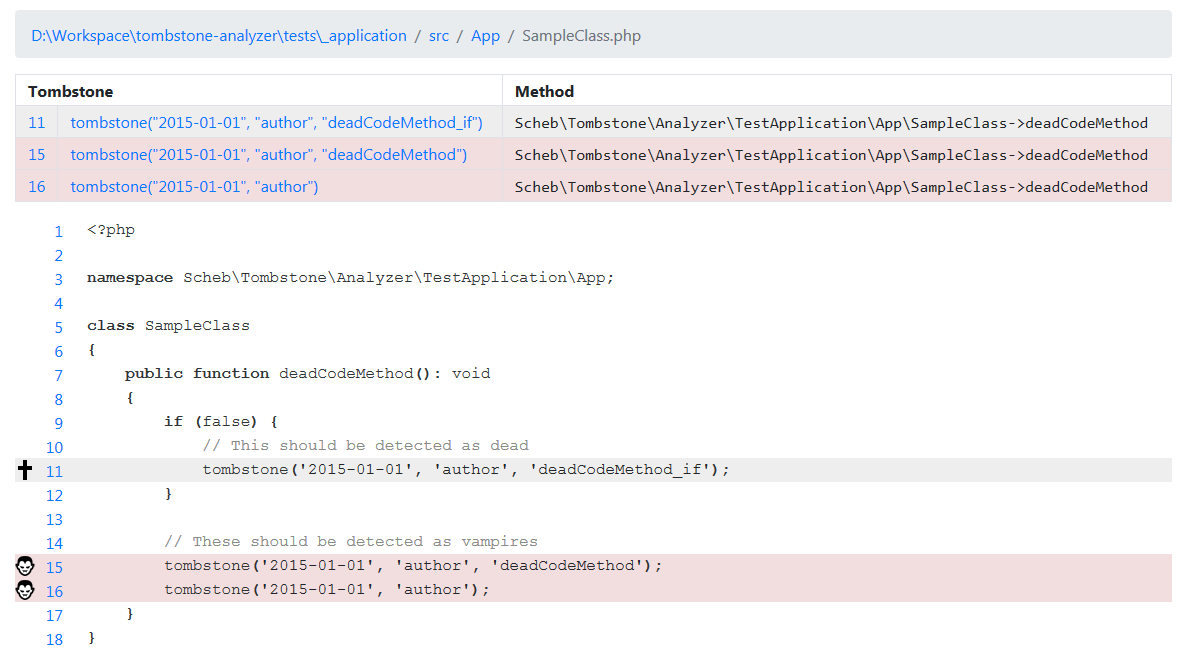 D:\Workspace\tombstone-analyzer\tests\_application / src / App / SampleClass.php
Tombstone Method
11 tombstone("2015-01-01", "author", "deadCodeMethod_if") Scheb\Tombstone\Analyzer\TestApplication\App\SampleClass->deadCodeMethod
15 tombstone("2015-01-01", "author", "deadCodeMethod") Scheb\Tombstone\Analyzer\TestApplication\App\SampleClass->deadCodeMethod
16 tombstone("2015-01-01", "author") Scheb\Tombstone\Analyzer\TestApplication\App\SampleClass->deadCodeMethod
1 <?php
2
3 namespace Scheb\Tombstone\Analyzer\TestApplication\App;
4
5 class SampleClass
6 {
7 public function deadCodeMethod(): void
8 {
9 if (false) {
10 // This should be detected as dead
11 tombstone('2015-01-01', 'author', 'deadCodeMethod_if');
12 }
13
14 // These should be detected as vampires
15 tombstone('2015-01-01', 'author', 'deadCodeMethod');
16 tombstone('2015-01-01', 'author');
17 }
18 }